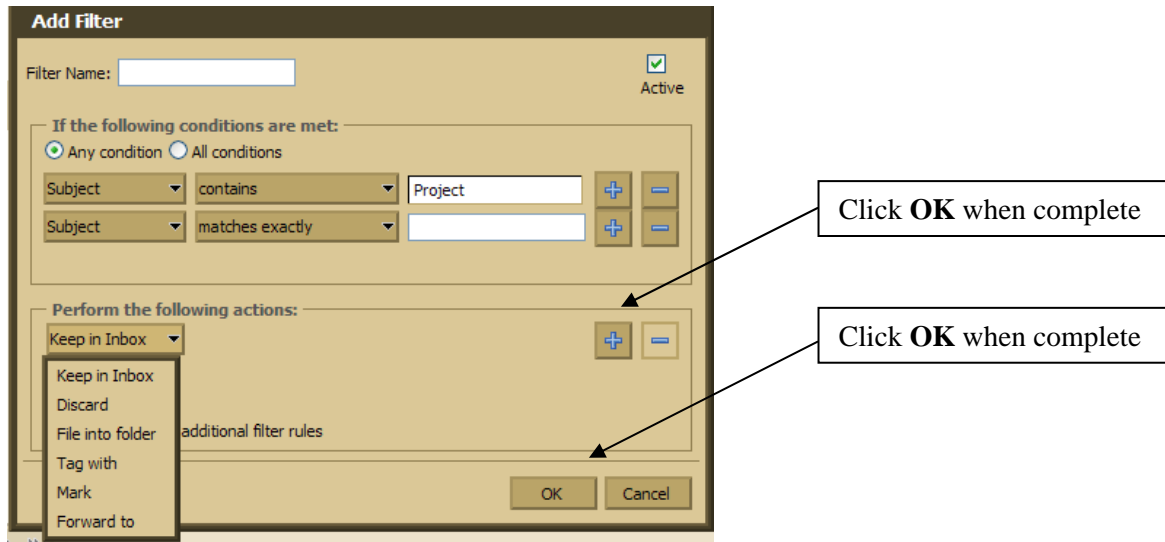 Add Filter
Filter Name:
Active
If the following conditions are met:
Any condition All conditions
Subject contains Project
Subject matches exactly
Click OK when complete
Perform the following actions:
Keep in Inbox
Click OK when complete
Keep in Inbox
Discard
File into folder additional filter rules
Tag with
Mark
Forward to
OK Cancel